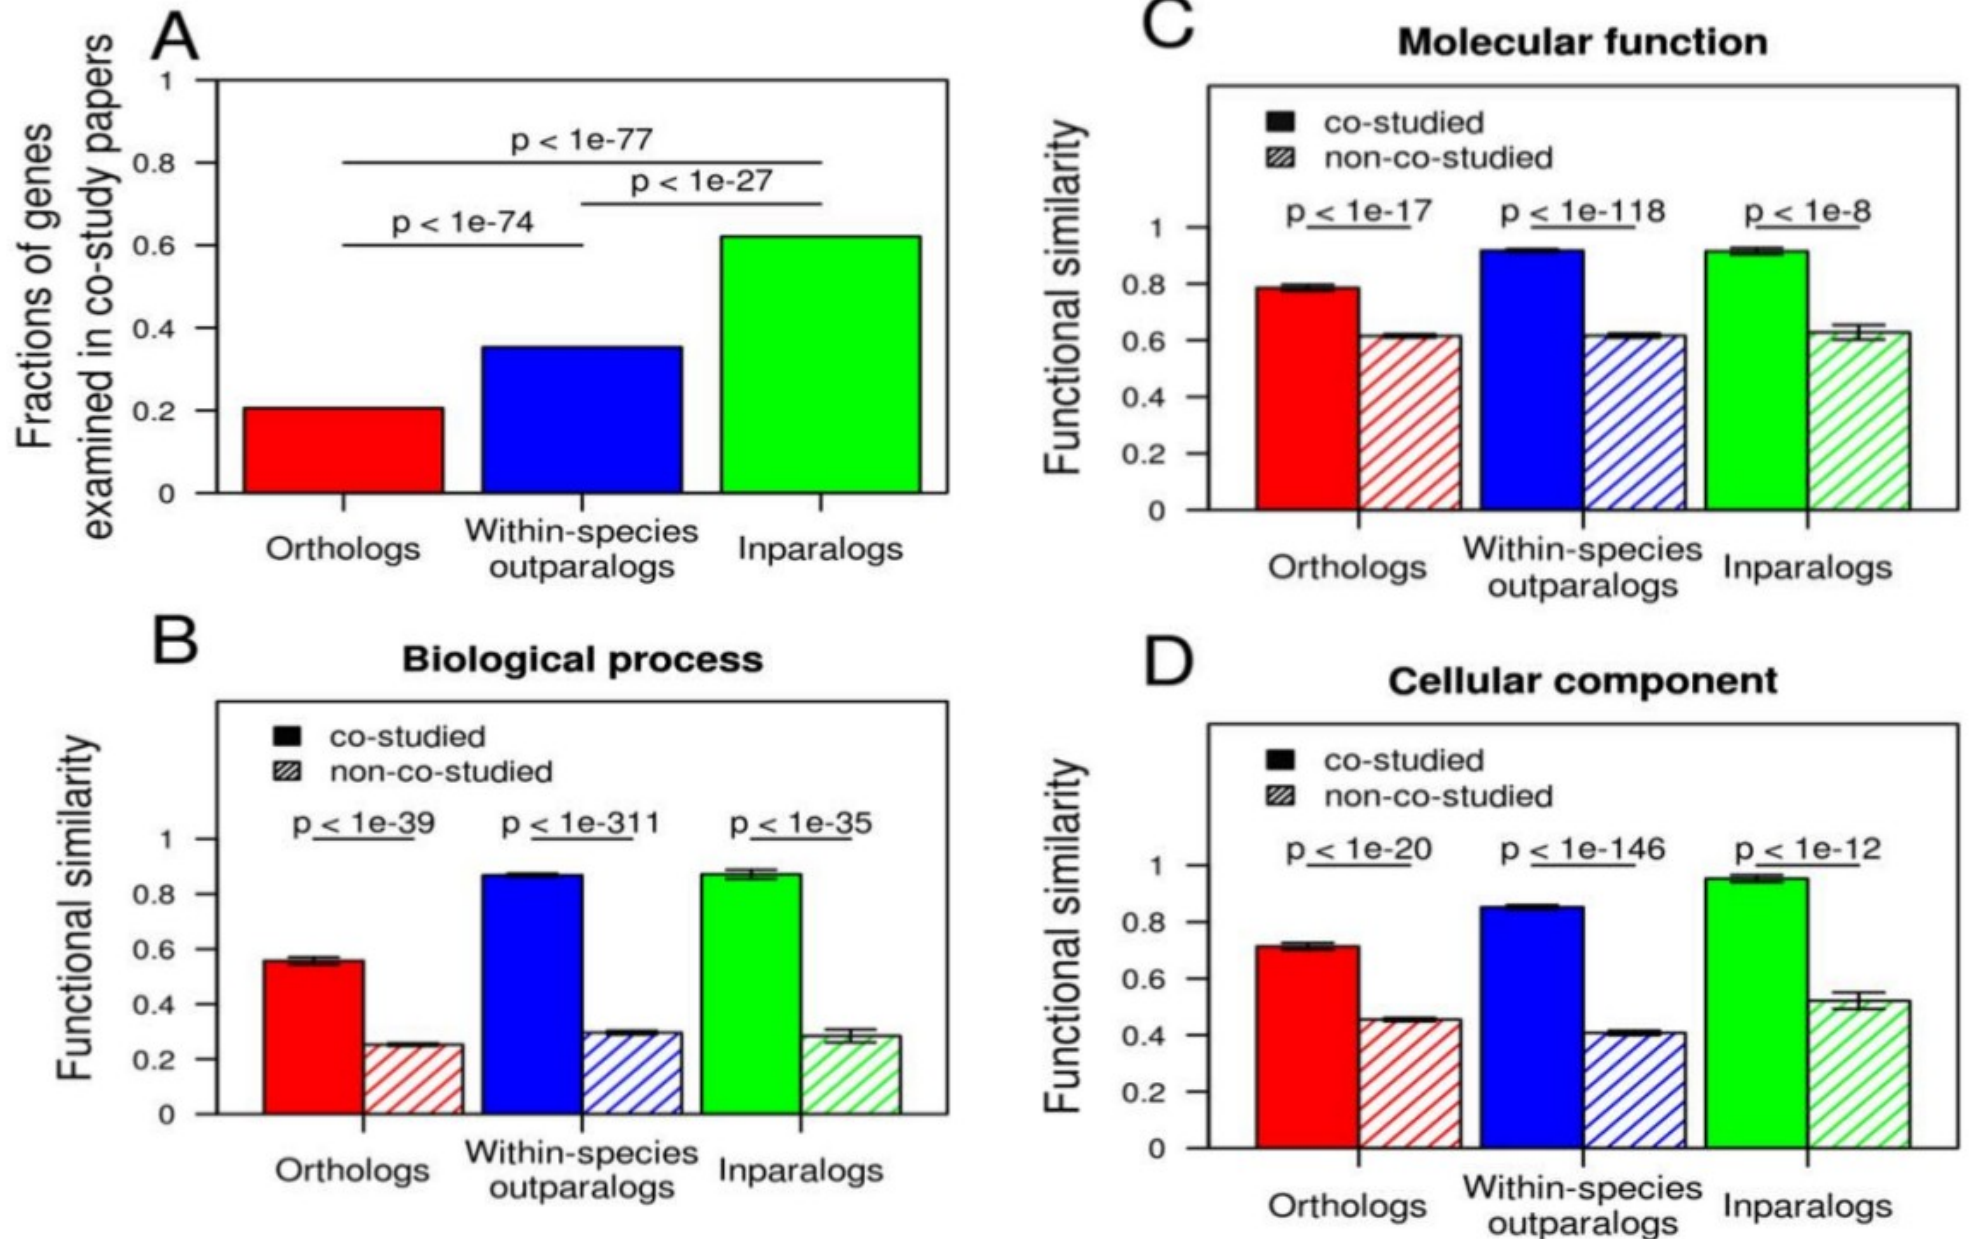 A
Fractions of genes
examined in co-study papers
1
0.8
0.6
0.4
0.2
0
p < 1e-77
p < 1e-27
p < 1e-74
Orthologs
Within-species
outparalogs
Inparalogs
B
Biological process
Functional similarity
co-studied
non-co-studied
p < 1e-39
p < 1e-311
p < 1e-35
1
0.8
0.6
0.4
0.2
0
Orthologs
Within-species
outparalogs
Inparalogs
C
Molecular function
Functional similarity
co-studied
non-co-studied
p < 1e-17
p < 1e-118
p < 1e-8
1
0.8
0.6
0.4
0.2
0
Orthologs
Within-species
outparalogs
Inparalogs
D
Cellular component
Functional similarity
co-studied
non-co-studied
p < 1e-20
p < 1e-146
p < 1e-12
1
0.8
0.6
0.4
0.2
0
Orthologs
Within-species
outparalogs
Inparalogs